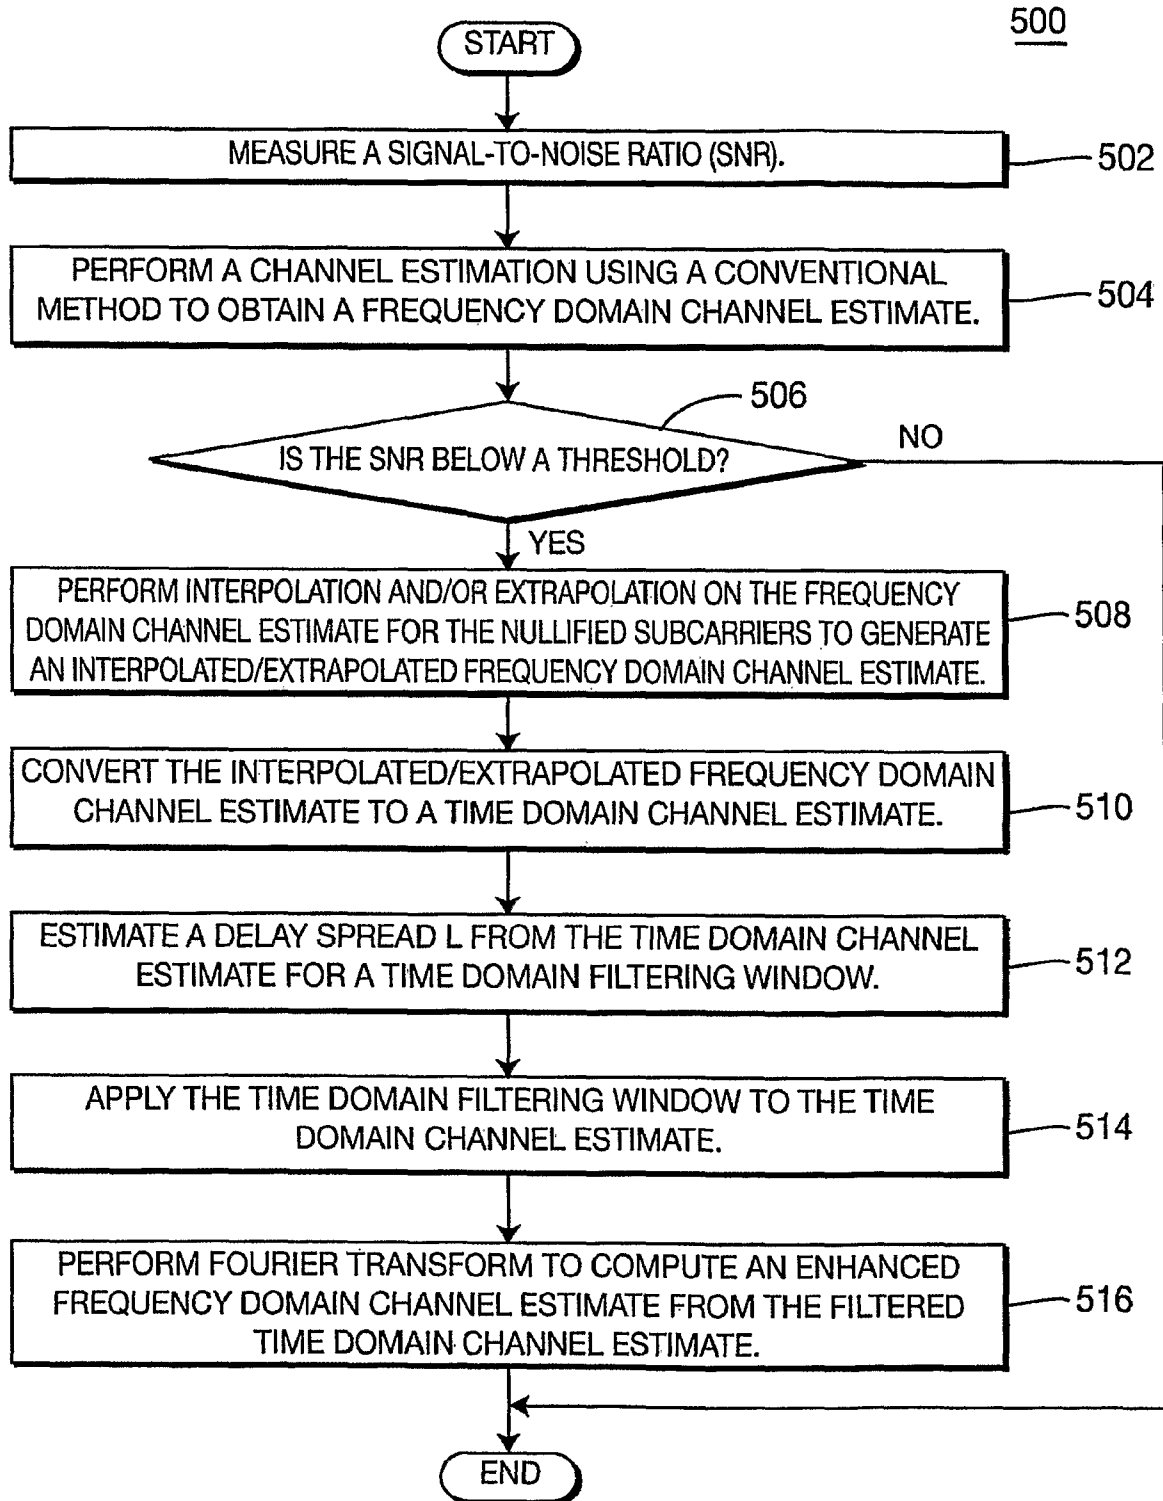 500
START
MEASURE A SIGNAL-TO-NOISE RATIO (SNR).
502
PERFORM A CHANNEL ESTIMATION USING A CONVENTIONAL
METHOD TO OBTAIN A FREQUENCY DOMAIN CHANNEL ESTIMATE.
504
506
IS THE SNR BELOW A THRESHOLD?
NO
YES
PERFORM INTERPOLATION AND/OR EXTRAPOLATION ON THE FREQUENCY
DOMAIN CHANNEL ESTIMATE FOR THE NULLIFIED SUBCARRIERS TO GENERATE
AN INTERPOLATED/EXTRAPOLATED FREQUENCY DOMAIN CHANNEL ESTIMATE.
508
CONVERT THE INTERPOLATED/EXTRAPOLATED FREQUENCY DOMAIN
CHANNEL ESTIMATE TO A TIME DOMAIN CHANNEL ESTIMATE.
510
ESTIMATE A DELAY SPREAD L FROM THE TIME DOMAIN CHANNEL
ESTIMATE FOR A TIME DOMAIN FILTERING WINDOW.
512
APPLY THE TIME DOMAIN FILTERING WINDOW TO THE TIME
DOMAIN CHANNEL ESTIMATE.
514
PERFORM FOURIER TRANSFORM TO COMPUTE AN ENHANCED
FREQUENCY DOMAIN CHANNEL ESTIMATE FROM THE FILTERED
TIME DOMAIN CHANNEL ESTIMATE.
516
END